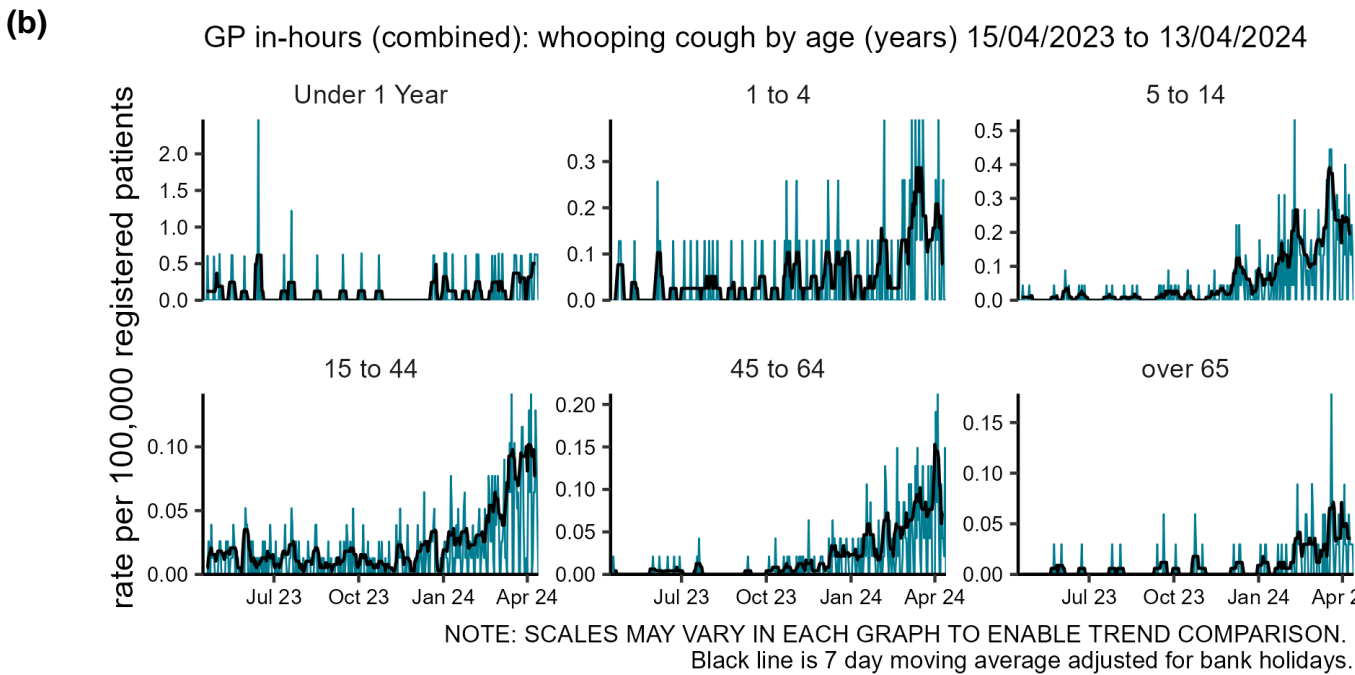 (b)
GP in-hours (combined): whooping cough by age (years) 15/04/2023 to 13/04/2024
rate per 100,000 registered patients
Under 1 Year
2.0
1.5
1.0
0.5
0.0
1 to 4
0.3
0.2
0.1
0.0
5 to 14
0.5
0.4
0.3
0.2
0.1
0.0
15 to 44
0.10
0.05
0.00
Jul 23 Oct 23 Jan 24 Apr 24
45 to 64
0.20
0.15
0.10
0.05
0.00
Jul 23 Oct 23 Jan 24 Apr 24
over 65
0.15
0.10
0.05
0.00
Jul 23 Oct 23 Jan 24 Apr 2
NOTE: SCALES MAY VARY IN EACH GRAPH TO ENABLE TREND COMPARISON.
Black line is 7 day moving average adjusted for bank holidays.